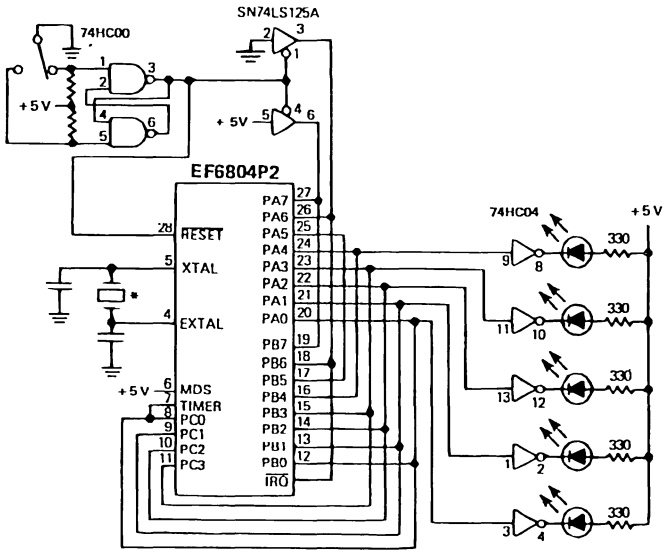 SN74LS125A
74HC00
2
3
1
1
2
3
+5V
4
5
6
+ 5V
5
4
6
EF6804P2
28 RESET
5 XTAL
*
4 EXTAL
+5V 6 MDS
7 TIMER
8 PC0
9 PC1
10 PC2
11 PC3
PA7 27
PA6 26
PA5 25
PA4 24
PA3 23
PA2 22
PA1 21
PA0 20
PB7 19
PB6 18
PB5 17
PB4 16
PB3 15
PB2 14
PB1 13
PB0 12
IRQ
74HC04
+5V
9 8 330
11 10 330
13 12 330
1 2 330
3 4 330